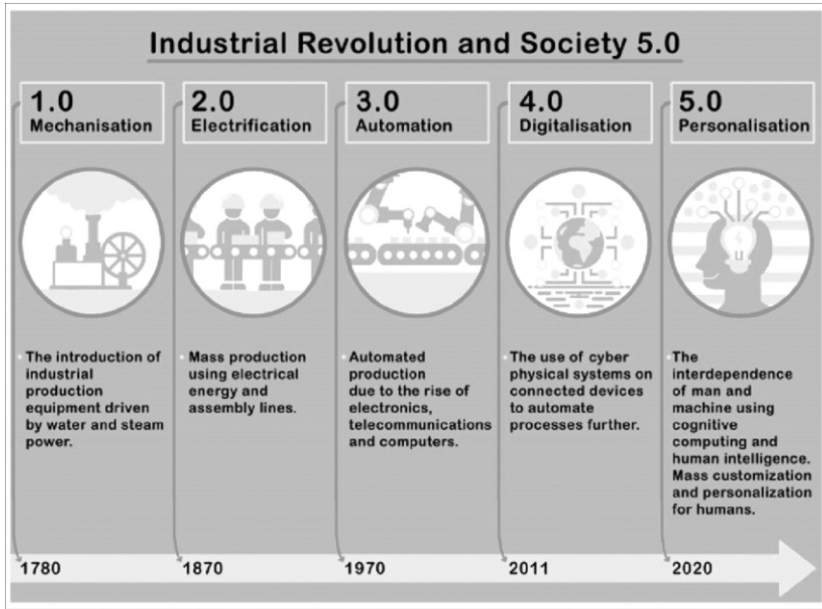 Industrial Revolution and Society 5.0
1.0
Mechanisation
2.0
Electrification
3.0
Automation
4.0
Digitalisation
5.0
Personalisation
The introduction of
industrial
production
equipment driven
by water and steam
power.
Mass production
using electrical
energy and
assembly lines.
Automated
production
due to the rise of
electronics,
telecommunications
and computers.
The use of cyber
physical systems on
connected devices
to automate
processes further.
The
interdependence
of man and
machine using
cognitive
computing and
human intelligence.
Mass customization
and personalization
for humans.
1780
1870
1970
2011
2020